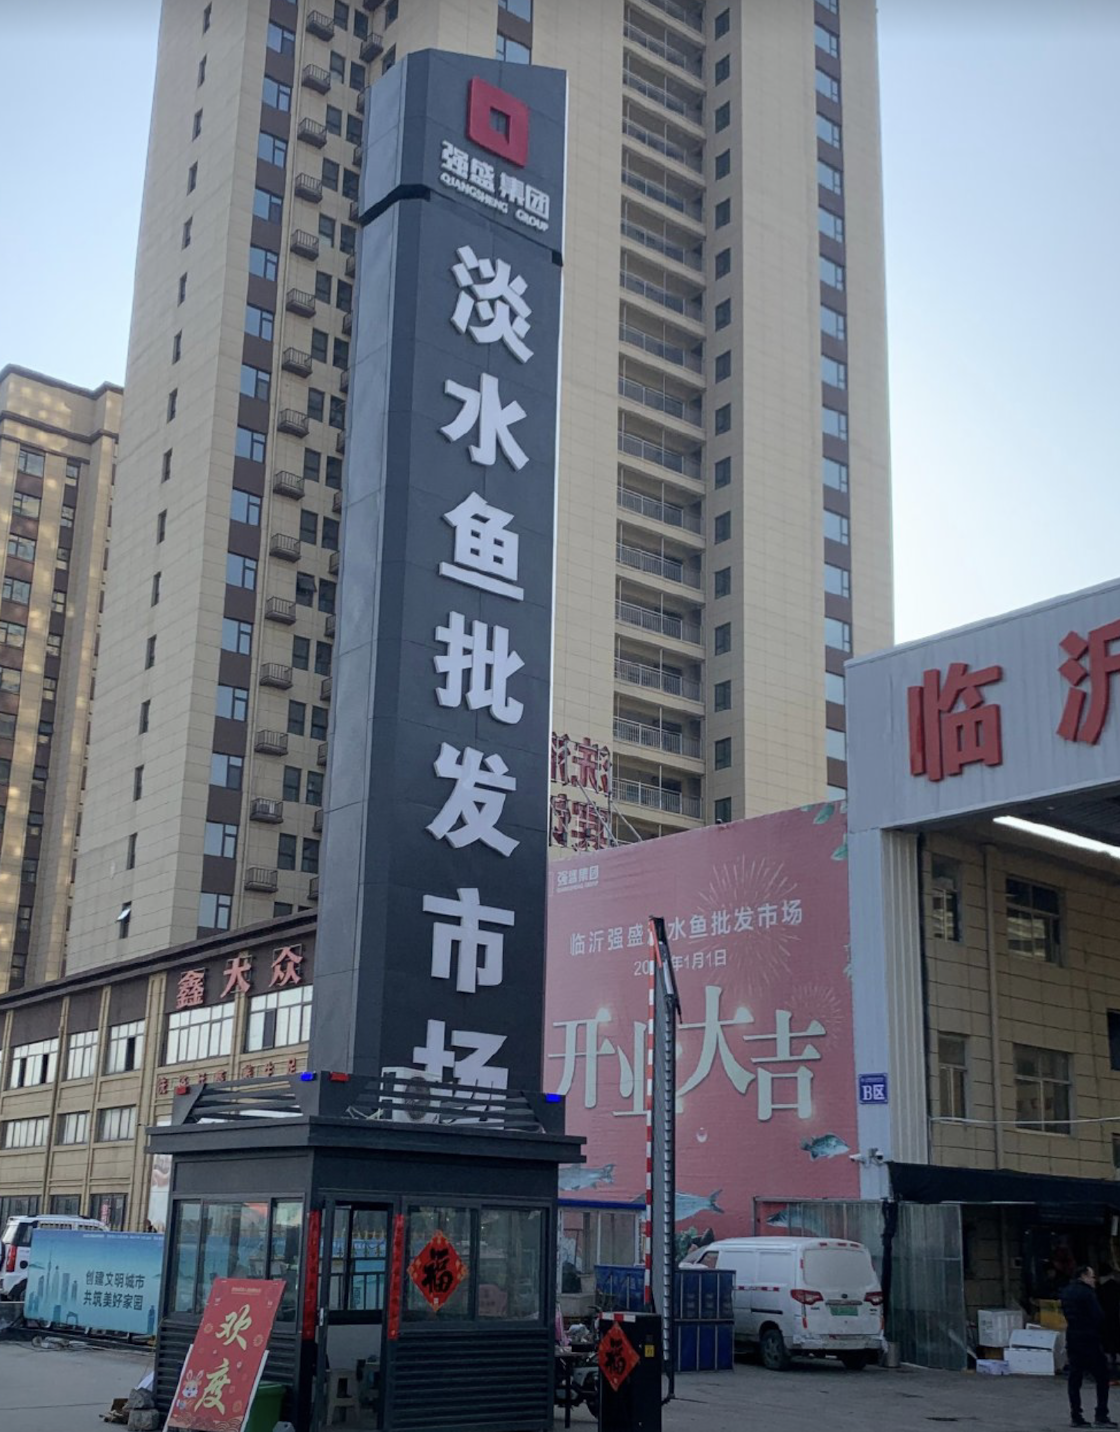 强盛集团
QIANGSHENG GROUP
淡水鱼批发市场
临沂
强盛集团
临沂强盛 水鱼批发市场
20 年1月1日
开业大吉
鑫大众
B区
创建文明城市
共筑美好家园
欢度
福
福